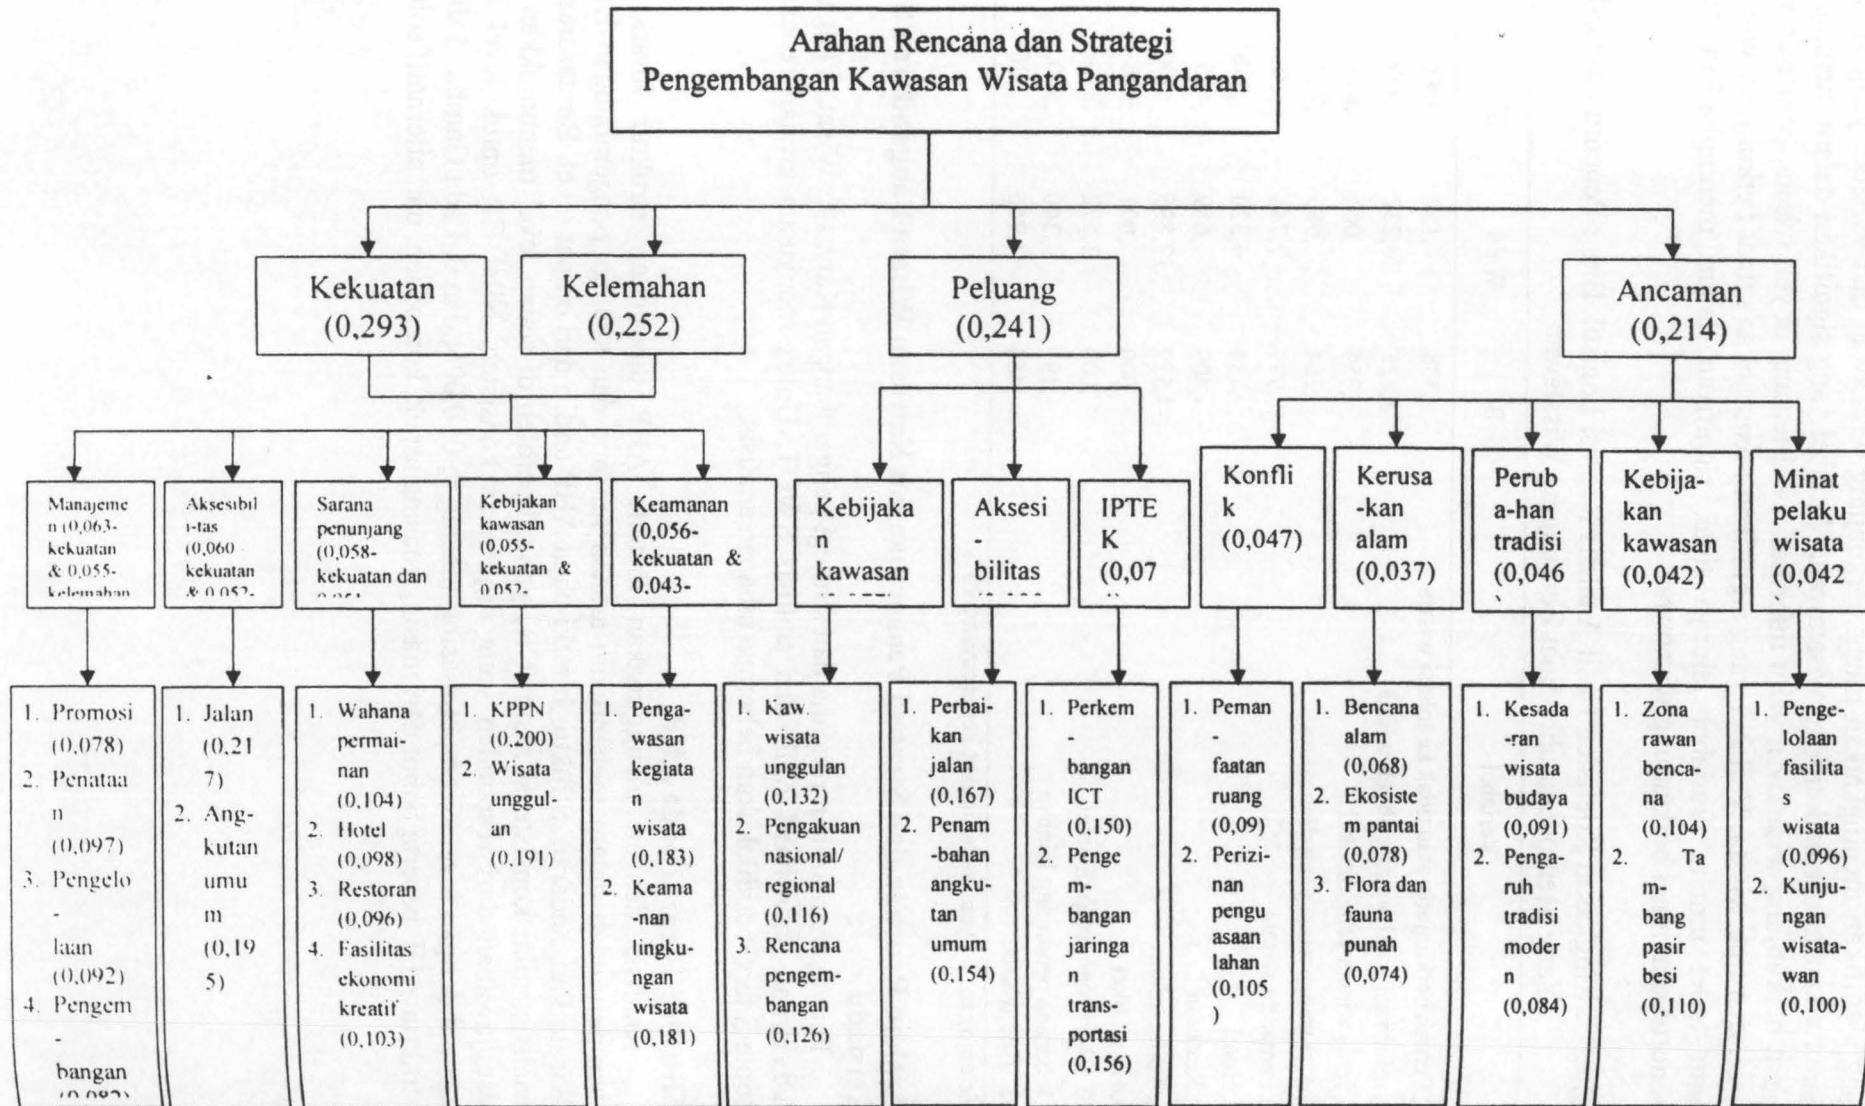 Arahan Rencana dan Strategi
Pengembangan Kawasan Wisata Pangandaran
Kekuatan
(0,293)
Kelemahan
(0,252)
Peluang
(0,241)
Ancaman
(0,214)
Manajeme
n (0,063-
kekuatan
& 0,055-
kelemahan
Aksesibil
i-tas
(0,060 -
kekuatan
& 0,052-
Sarana
penunjang
(0,058-
kekuatan dan
Kebijakan
kawasan
(0,055-
kekuatan &
0,052-
Keamanan
(0,056-
kekuatan &
0,043-
Kebijaka
n
kawasan
Aksesi
-
bilitas
IPTE
K
(0,07
Konfli
k
(0,047)
Kerusa
-kan
alam
(0,037)
Perub
a-han
tradisi
(0,046
Kebija-
kan
kawasan
(0,042)
Minat
pelaku
wisata
(0,042
1. Promosi
(0,078)
2. Penataa
n
(0,097)
3. Pengelo
-
laan
(0,092)
4. Pengem
-
bangan
(0,082)
1. Jalan
(0,21
7)
2. Ang-
kutan
umu
m
(0,19
5)
1. Wahana
permai-
nan
(0,104)
2. Hotel
(0,098)
3. Restoran
(0,096)
4. Fasilitas
ekonomi
kreatif
(0,103)
1. KPPN
(0,200)
2. Wisata
unggul-
an
(0,191)
1. Penga-
wasan
kegiata
n
wisata
(0,183)
2. Keama
-nan
lingku-
ngan
wisata
(0,181)
1. Kaw.
wisata
unggulan
(0,132)
2. Pengakuan
nasional/
regional
(0,116)
3. Rencana
pengem-
bangan
(0,126)
1. Perbai-
kan
jalan
(0,167)
2. Penam
-bahan
angku-
tan
umum
(0.154)
1. Perkem
-
bangan
ICT
(0,150)
2. Penge
m-
bangan
jaringa
n
trans-
portasi
(0,156)
1. Peman
-
faatan
ruang
(0,09)
2. Perizi-
nan
pengu
asaan
lahan
(0,105
)
1. Bencana
alam
(0,068)
2. Ekosiste
m pantai
(0,078)
3. Flora dan
fauna
punah
(0,074)
1. Kesada
-ran
wisata
budaya
(0,091)
2. Penga-
ruh
tradisi
moder
n
(0,084)
1. Zona
rawan
benca-
na
(0,104)
2. Ta
m-
bang
pasir
besi
(0,110)
1. Penge-
lolaan
fasilita
s
wisata
(0,096)
2. Kunju-
ngan
wisata-
wan
(0,100)